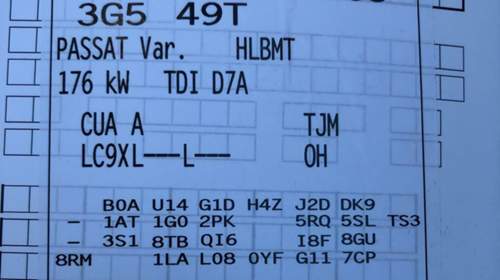 3G5 49T
PASSAT Var. HLBMT
176 kW TDI D7A
CUA A TJM
LC9XL---L--- OH
B0A U14 G1D H4Z J2D DK9
- 1AT 1G0 2PK 5RQ 5SL TS3
- 3S1 8TB QI6 I8F 8GU
8RM 1LA L08 0YF G11 7CP